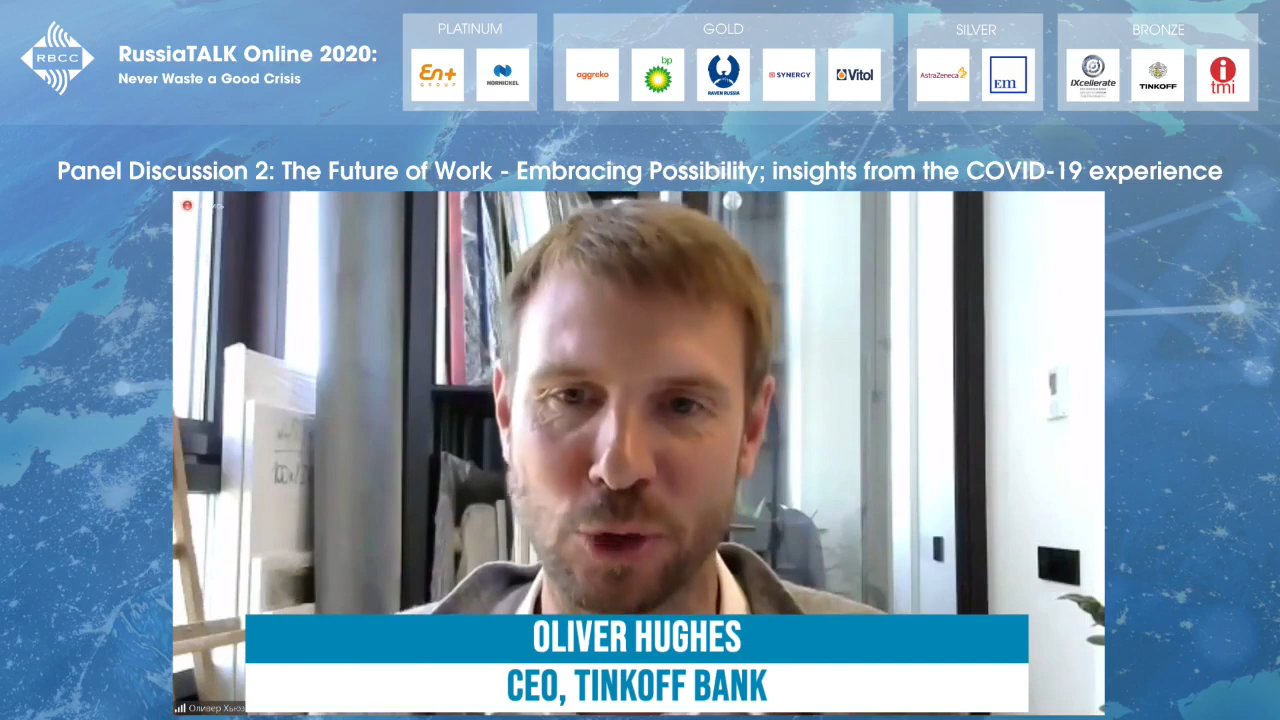 RBCC
RussiaTALK Online 2020:
Never Waste a Good Crisis
PLATINUM
En+
GROUP
NORNICKEL
GOLD
aggreko
bp
HAVEN RUSSIA
SYNERGY
Vitol
SILVER
AstraZeneca
EM
BRONZE
IXcellerate
TINKOFF
tmi
Panel Discussion 2: The Future of Work - Embracing Possibility; insights from the COVID-19 experience
OLIVER HUGHES
CEO, TINKOFF BANK
Оливер Хьюз